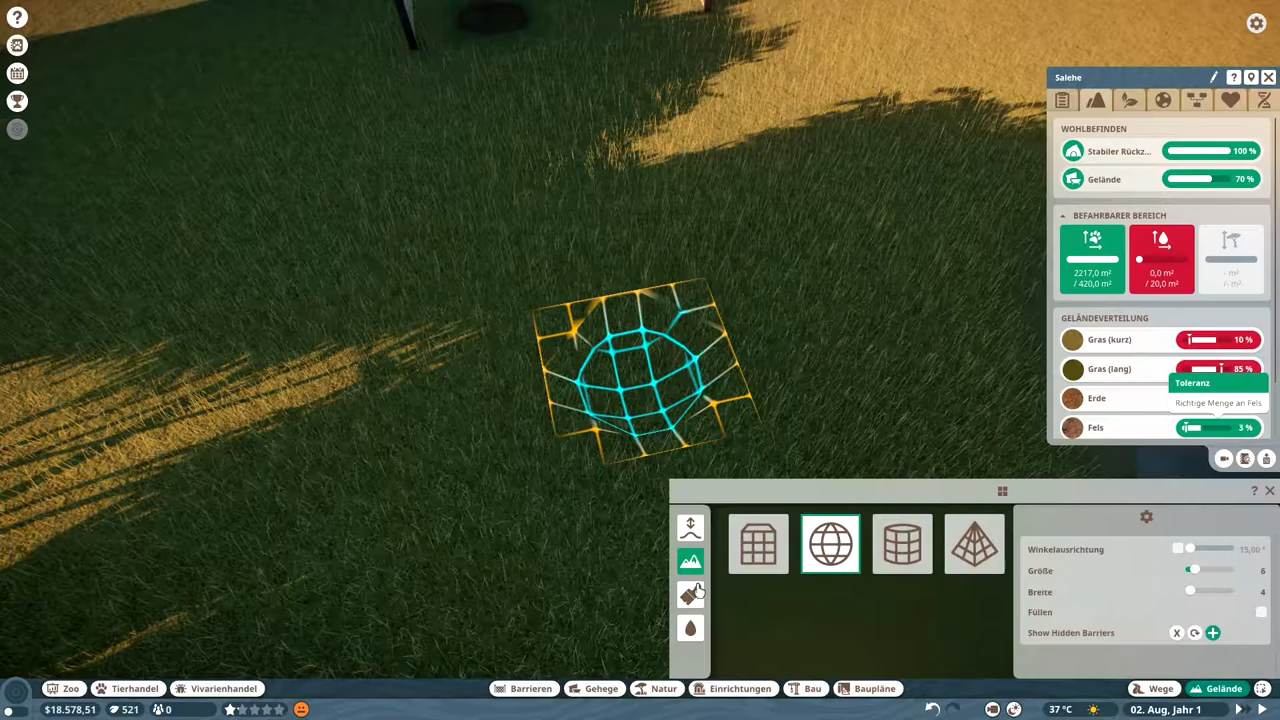 Salehe
WOHLBEFINDEN
Stabiler Rückz... 100 %
Gelände 70 %
BEFAHRBARER BEREICH
2217,0 m² / 420,0 m²
0,0 m² / 20,0 m²
- m² /- m²
GELÄNDEVERTEILUNG
Gras (kurz) 10 %
Gras (lang) 85 %
Toleranz
Erde
Richtige Menge an Fels
Fels 3 %
Winkelausrichtung 15,00 °
Größe 6
Breite 4
Füllen
Show Hidden Barriers X
Zoo Tierhandel Vivarienhandel Barrieren Gehege Natur Einrichtungen Bau Baupläne Wege Gelände
$18.578,51 521 0 37 °C 02. Aug. Jahr 1